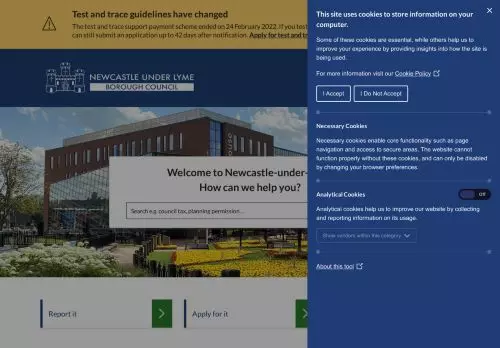 Test and trace guidelines have changed
The test and trace support payment scheme ended on 24 February 2022. If you test
can still submit an application up to 42 days after notification. Apply for test and tr
NEWCASTLE UNDER LYME
BOROUGH COUNCIL
Welcome to Newcastle-under-
How can we help you?
Search e.g. council tax, planning permission...
Report it
Apply for it
This site uses cookies to store information on your
computer.
Some of these cookies are essential, while others help us to
improve your experience by providing insights into how the site is
being used.
For more information visit our Cookie Policy
I Accept
I Do Not Accept
Necessary Cookies
Necessary cookies enable core functionality such as page
navigation and access to secure areas. The website cannot
function properly without these cookies, and can only be disabled
by changing your browser preferences.
Analytical Cookies
Off
Analytical cookies help us to improve our website by collecting
and reporting information on its usage.
Show vendors within this category
About this tool